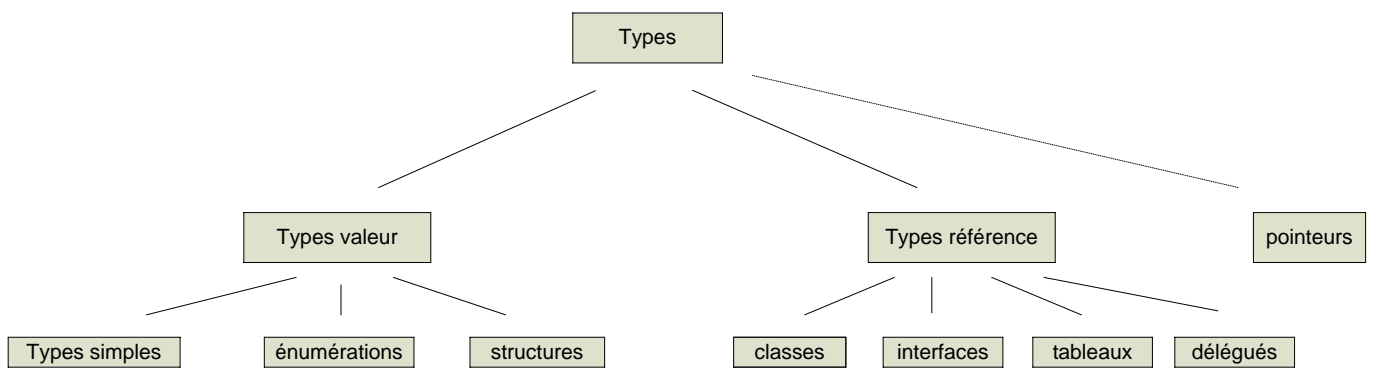 Types
Types valeur
Types référence
pointeurs
Types simples
énumérations
structures
classes
interfaces
tableaux
délégués